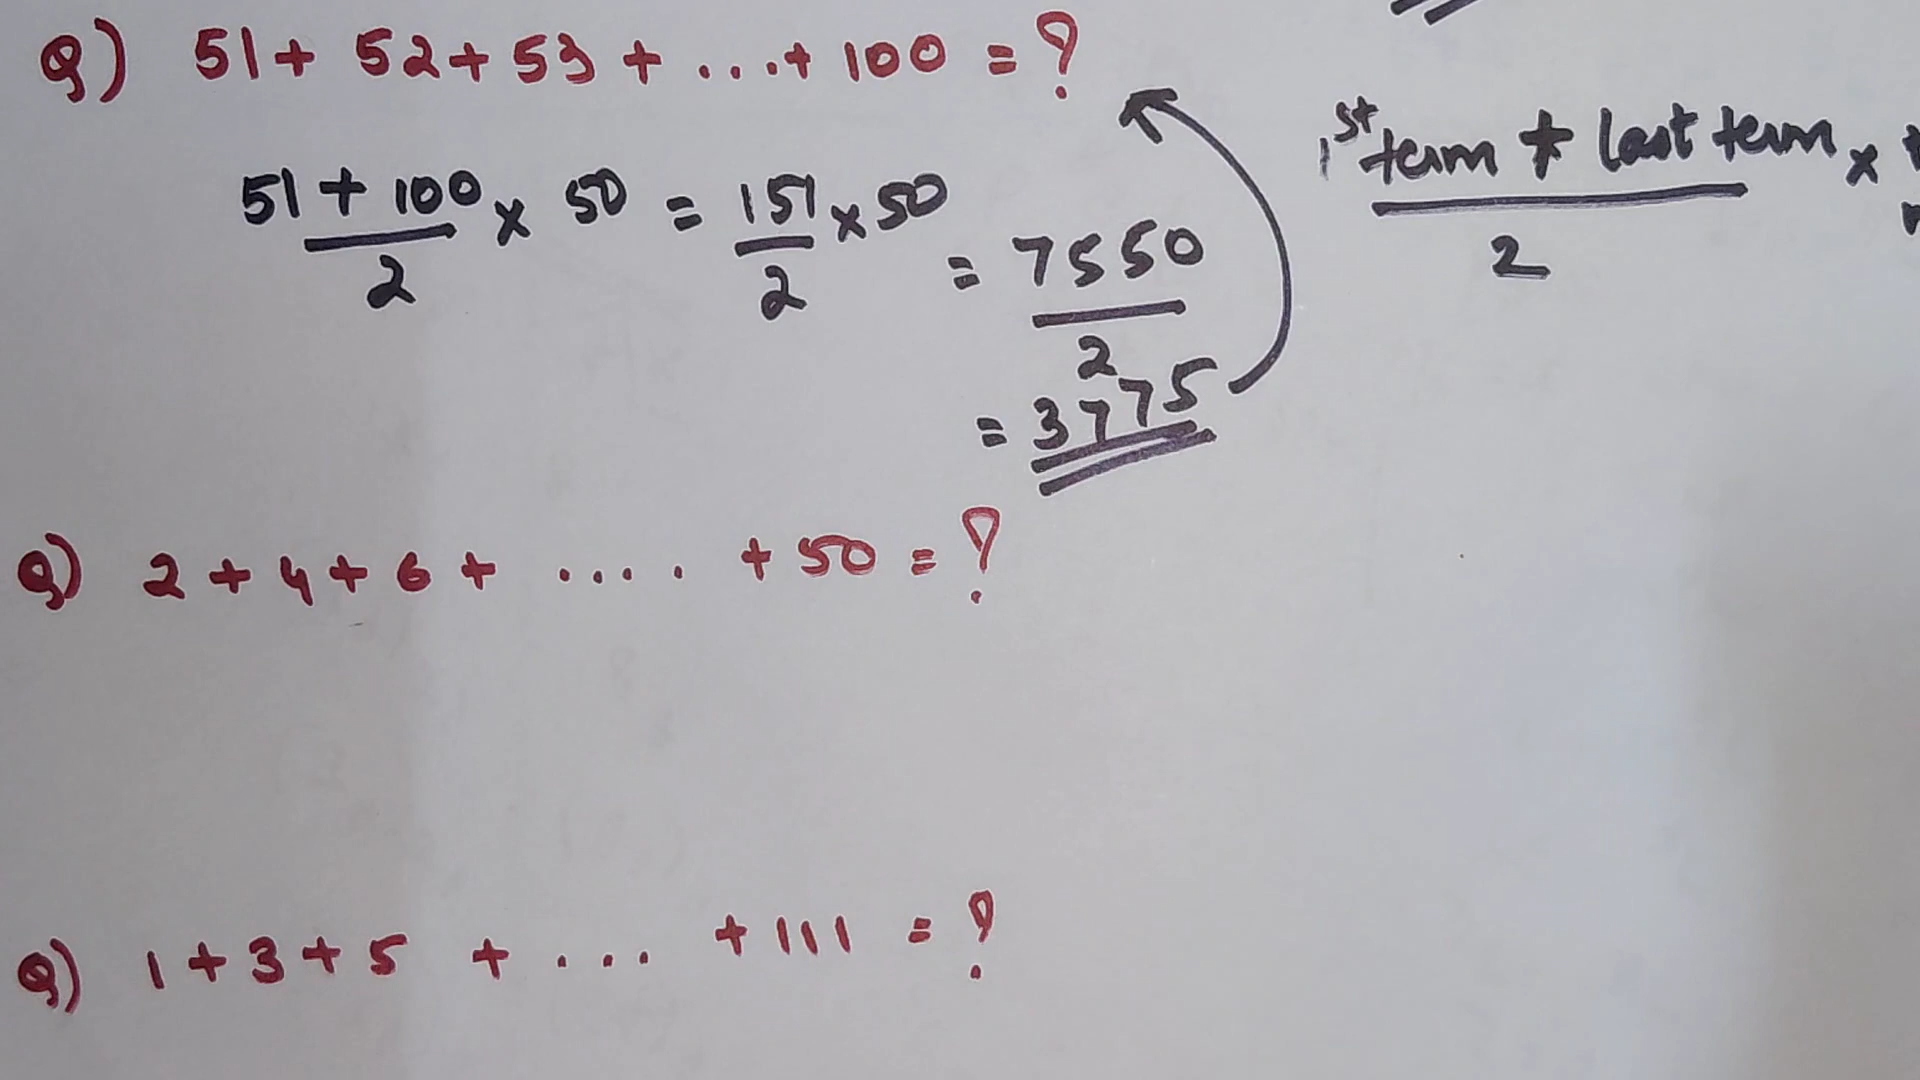 Q) 51 + 52 + 53 + ... + 100 = ?
1st term + last term ×
2
51 + 100 × 50 = 151 × 50
2 2
= 7550
2
= 3775
Q) 2 + 4 + 6 + .... + 50 = ?
Q) 1 + 3 + 5 + ... + 111 = ?